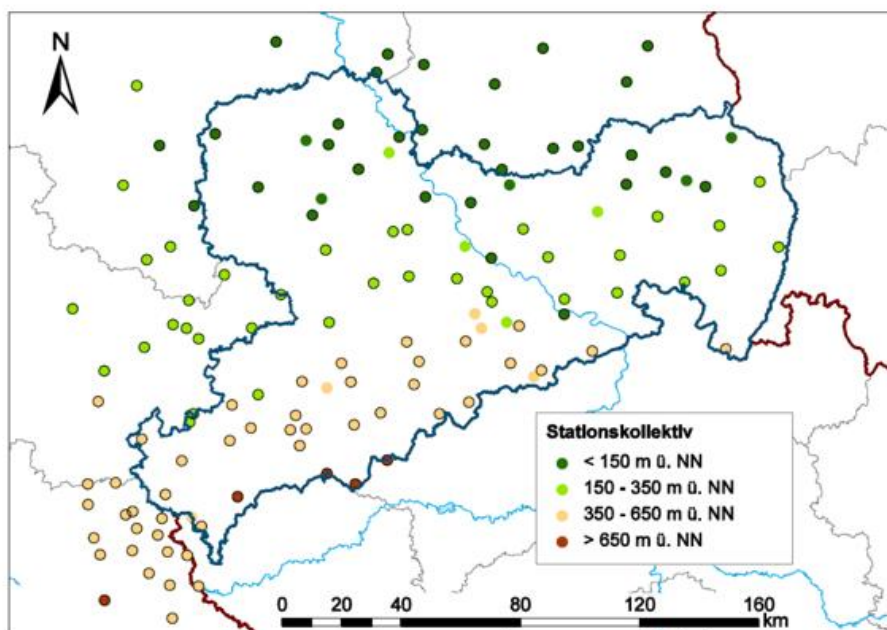 N
Stationskollektiv
< 150 m ü. NN
150 - 350 m ü. NN
350 - 650 m ü. NN
> 650 m ü. NN
0 20 40 80 120 160
km